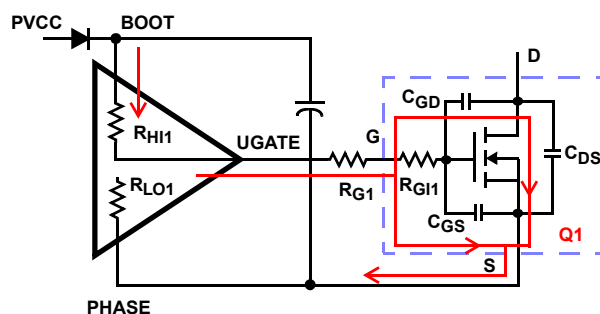 PVCC
BOOT
D
CGD
RHI1
UGATE
G
CDS
RLO1
RG1
RGI1
CGS
Q1
S
PHASE